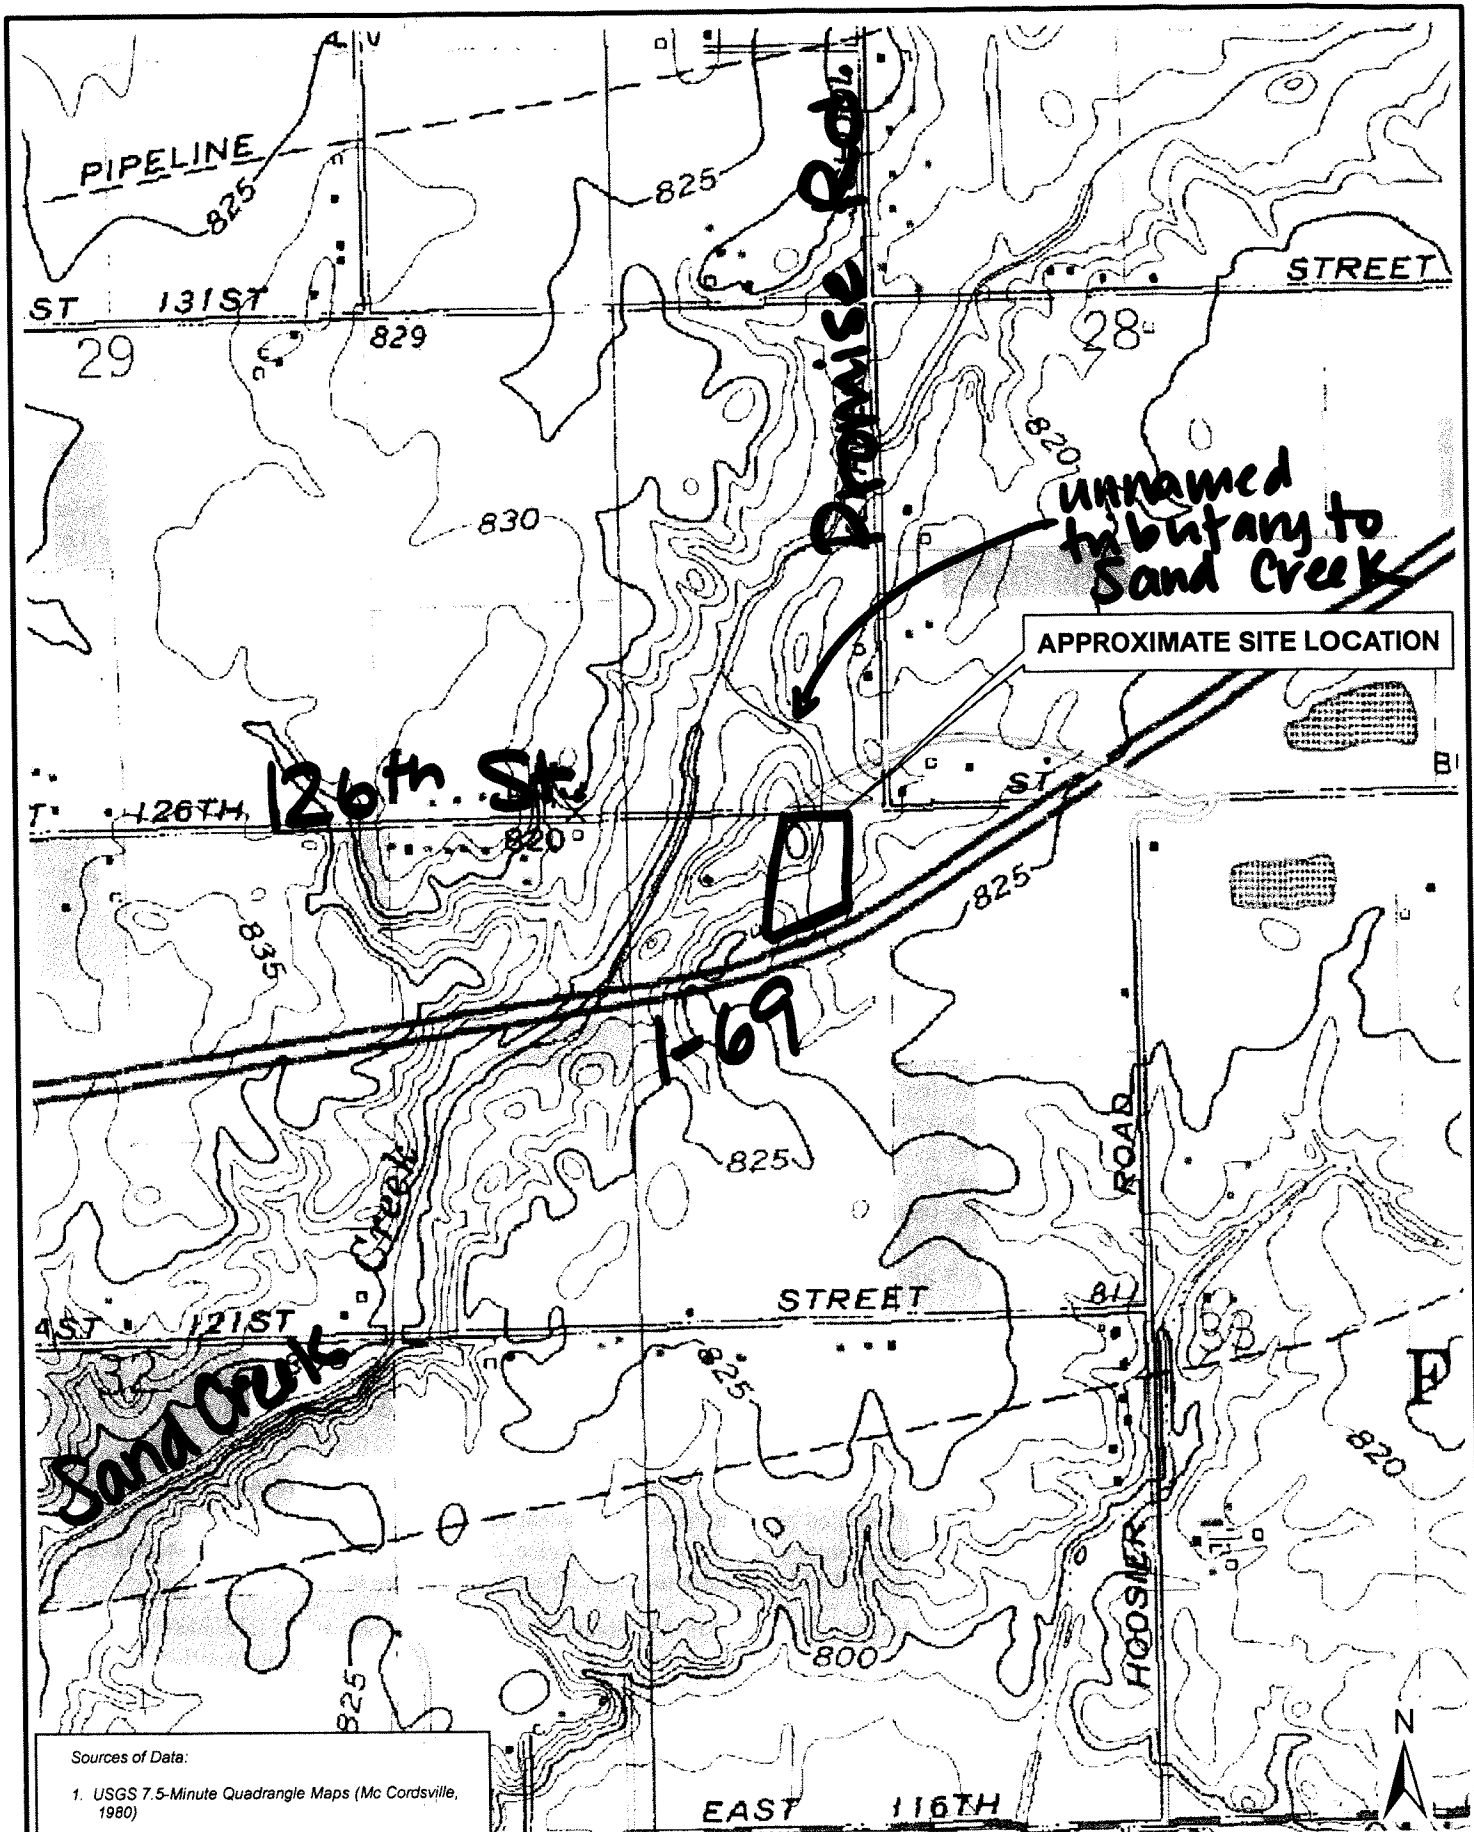 PIPELINE
825
825
Promise Rd.
ST 131ST
STREET
829
29
28
820
830
unnamed
tributary to
Sand Creek
APPROXIMATE SITE LOCATION
126th St.
T 126TH
ST
820
825
835
I-69
ROAD
825
Creek
STREET
811
AST 121ST
Sand Creek
33
825
F
820
HOOSIER
800
825
N
Sources of Data:
1. USGS 7.5-Minute Quadrangle Maps (Mc Cordsville,
1980)
EAST 116TH